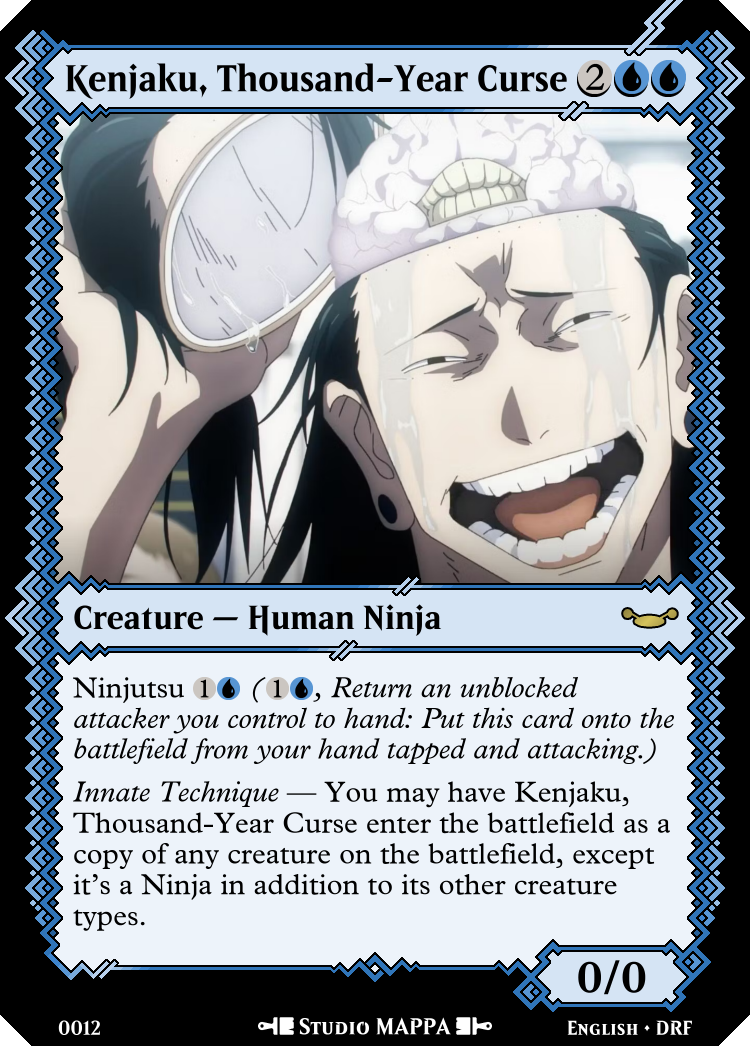 Kenjaku, Thousand-Year Curse 2
Creature — Human Ninja
Ninjutsu 1 (1, Return an unblocked
attacker you control to hand: Put this card onto the
battlefield from your hand tapped and attacking.)
Innate Technique — You may have Kenjaku,
Thousand-Year Curse enter the battlefield as a
copy of any creature on the battlefield, except
it's a Ninja in addition to its other creature
types.
0/0
0012 Studio MAPPA English • DRF